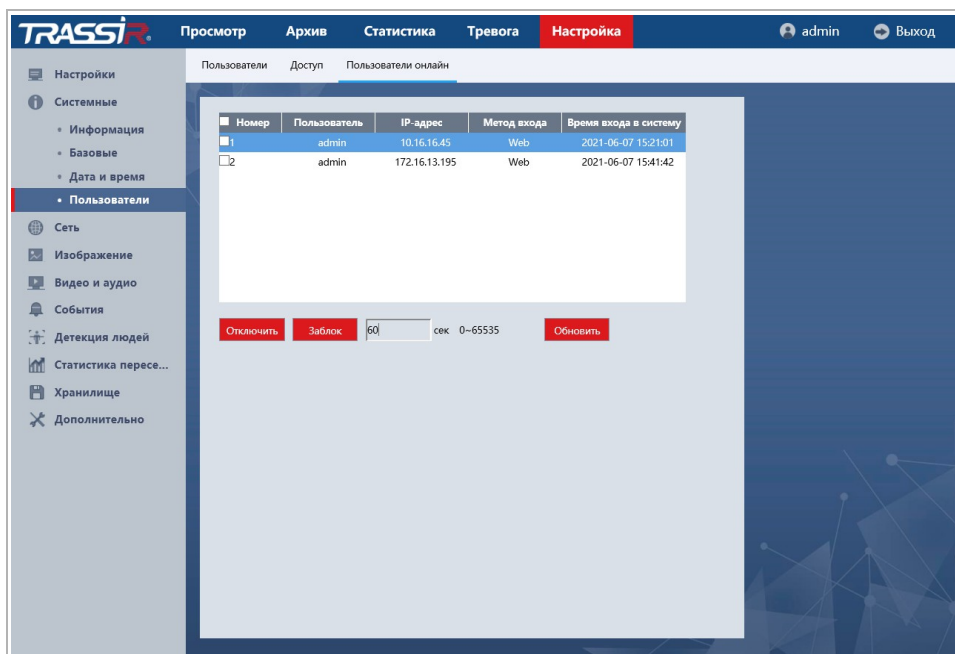 TRASSIR
Просмотр Архив Статистика Тревога Настройка admin Выход
Пользователи Доступ Пользователи онлайн
Настройки
Системные
Информация
Базовые
Дата и время
Пользователи
Сеть
Изображение
Видео и аудио
События
Детекция людей
Статистика пересе...
Хранилище
Дополнительно
Номер Пользователь IP-адрес Метод входа Время входа в систему
1 admin 10.16.16.45 Web 2021-06-07 15:21:01
2 admin 172.16.13.195 Web 2021-06-07 15:41:42
Отключить Заблок 60 сек 0~65535 Обновить